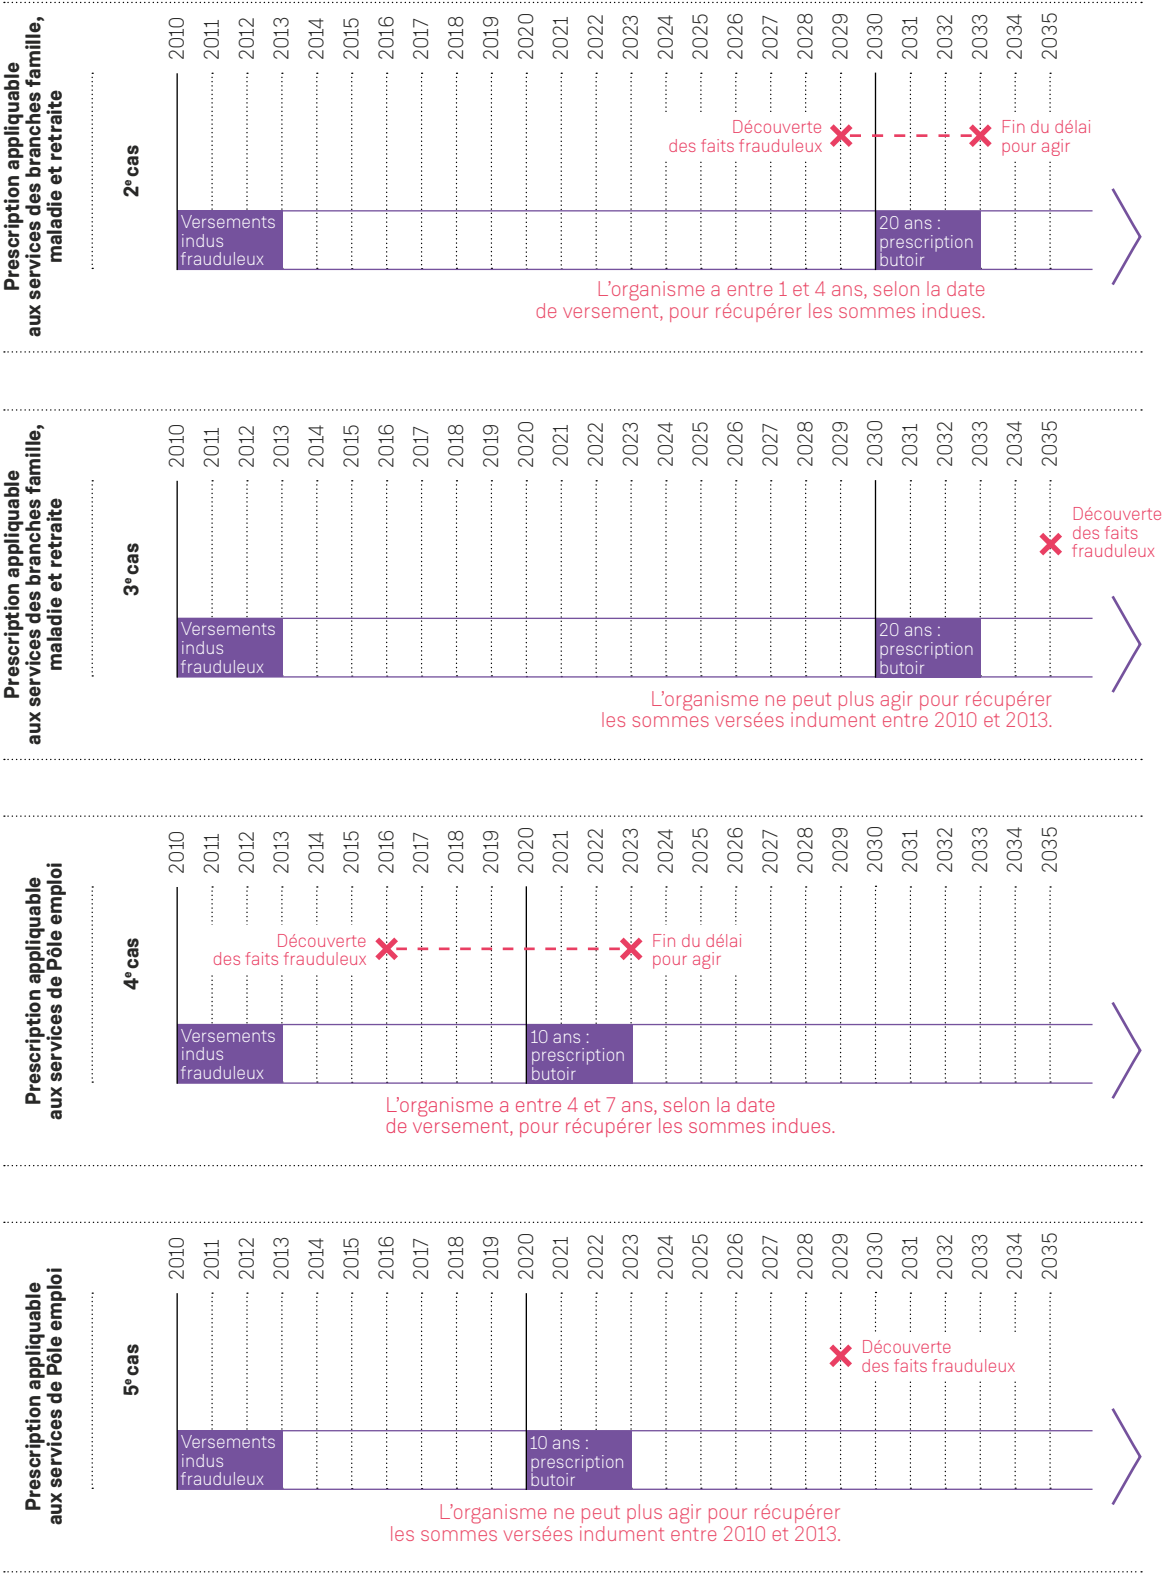 Prescription appliquable
aux services des branches famille,
maladie et retraite
2e cas
2010 2011 2012 2013 2014 2015 2016 2017 2018 2019 2020 2021 2022 2023 2024 2025 2026 2027 2028 2029 2030 2031 2032 2033 2034 2035
Découverte
des faits frauduleux
Fin du délai
pour agir
Versements
indus
frauduleux
20 ans :
prescription
butoir
L'organisme a entre 1 et 4 ans, selon la date
de versement, pour récupérer les sommes indues.
Prescription appliquable
aux services des branches famille,
maladie et retraite
3e cas
2010 2011 2012 2013 2014 2015 2016 2017 2018 2019 2020 2021 2022 2023 2024 2025 2026 2027 2028 2029 2030 2031 2032 2033 2034 2035
Découverte
des faits
frauduleux
Versements
indus
frauduleux
20 ans :
prescription
butoir
L'organisme ne peut plus agir pour récupérer
les sommes versées indument entre 2010 et 2013.
Prescription appliquable
aux services de Pôle emploi
4e cas
2010 2011 2012 2013 2014 2015 2016 2017 2018 2019 2020 2021 2022 2023 2024 2025 2026 2027 2028 2029 2030 2031 2032 2033 2034 2035
Découverte
des faits frauduleux
Fin du délai
pour agir
Versements
indus
frauduleux
10 ans :
prescription
butoir
L'organisme a entre 4 et 7 ans, selon la date
de versement, pour récupérer les sommes indues.
Prescription appliquable
aux services de Pôle emploi
5e cas
2010 2011 2012 2013 2014 2015 2016 2017 2018 2019 2020 2021 2022 2023 2024 2025 2026 2027 2028 2029 2030 2031 2032 2033 2034 2035
Découverte
des faits frauduleux
Versements
indus
frauduleux
10 ans :
prescription
butoir
L'organisme ne peut plus agir pour récupérer
les sommes versées indument entre 2010 et 2013.